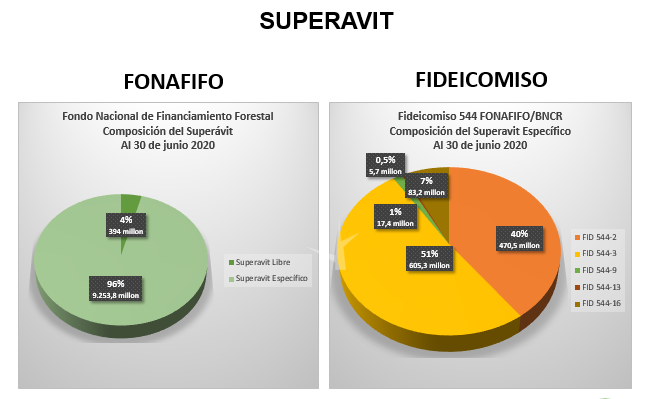 SUPERAVIT
FONAFIFO
Fondo Nacional de Financiamiento Forestal
Composición del Superávit
Al 30 de junio 2020
4%
394 millon
96%
9.253,8 millon
Superavit Libre
Superavit Específico
FIDEICOMISO
Fideicomiso 544 FONAFIFO/BNCR
Composición del Superavit Específico
Al 30 de junio 2020
0,5%
5,7 millon
7%
83,2 millon
1%
17,4 millon
40%
470,5 millon
51%
605,3 millon
FID 544-2
FID 544-3
FID 544-9
FID 544-13
FID 544-16